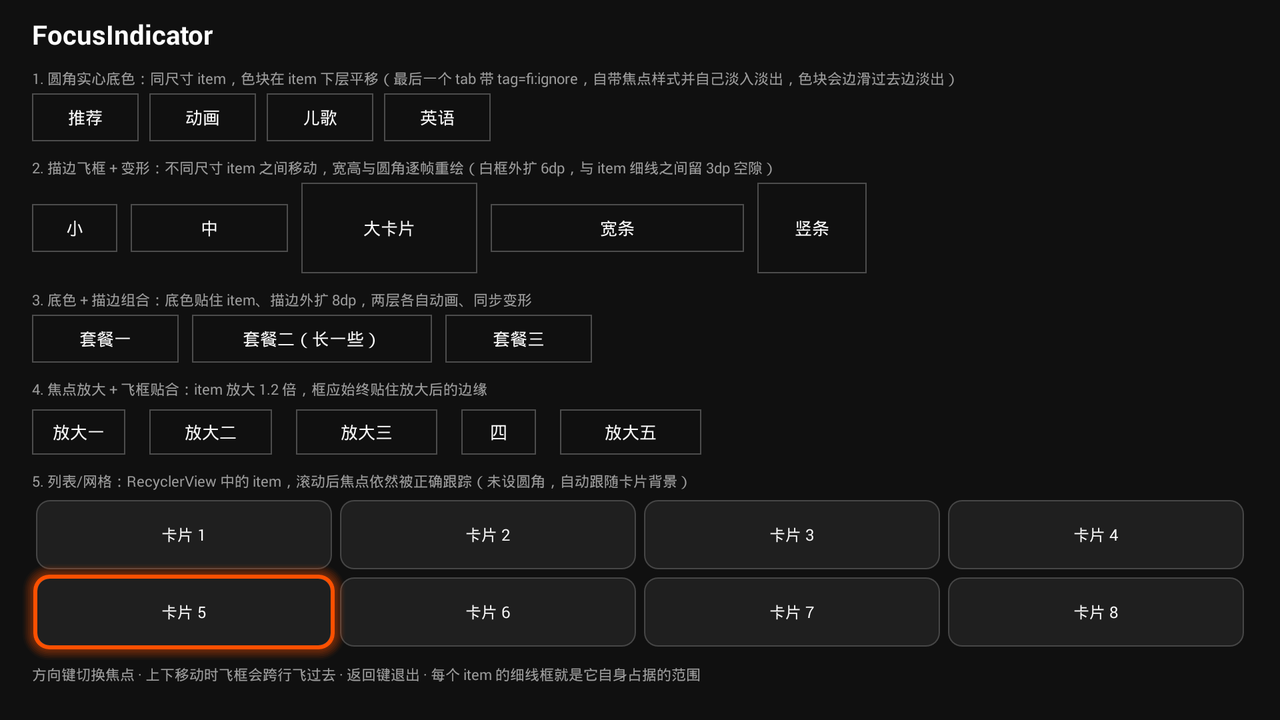 FocusIndicator
1. 圆角实心底色：同尺寸 item，色块在 item 下层平移（最后一个 tab 带 tag=fi:ignore，自带焦点样式并自己淡入淡出，色块会边滑过去边淡出）
推荐 动画 儿歌 英语
2. 描边飞框 + 变形：不同尺寸 item 之间移动，宽高与圆角逐帧重绘（白框外扩 6dp，与 item 细线之间留 3dp 空隙）
小 中 大卡片 宽条 竖条
3. 底色 + 描边组合：底色贴住 item、描边外扩 8dp，两层各自动画、同步变形
套餐一 套餐二（长一些） 套餐三
4. 焦点放大 + 飞框贴合：item 放大 1.2 倍，框应始终贴住放大后的边缘
放大一 放大二 放大三 四 放大五
5. 列表/网格：RecyclerView 中的 item，滚动后焦点依然被正确跟踪（未设圆角，自动跟随卡片背景）
卡片 1 卡片 2 卡片 3 卡片 4
卡片 5 卡片 6 卡片 7 卡片 8
方向键切换焦点 · 上下移动时飞框会跨行飞过去 · 返回键退出 · 每个 item 的细线框就是它自身占据的范围